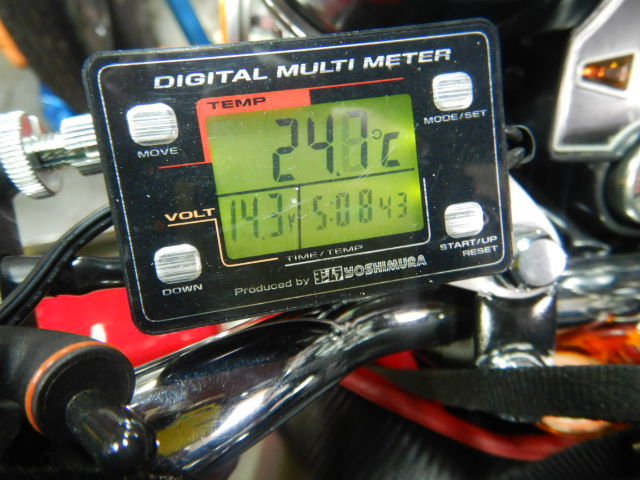 DIGITAL MULTI METER
TEMP
MOVE
MODE/SET
24.7°C
VOLT
14.3V 5:08 43
TIME/TEMP
DOWN
START/UP
RESET
Produced by YOSHIMURA